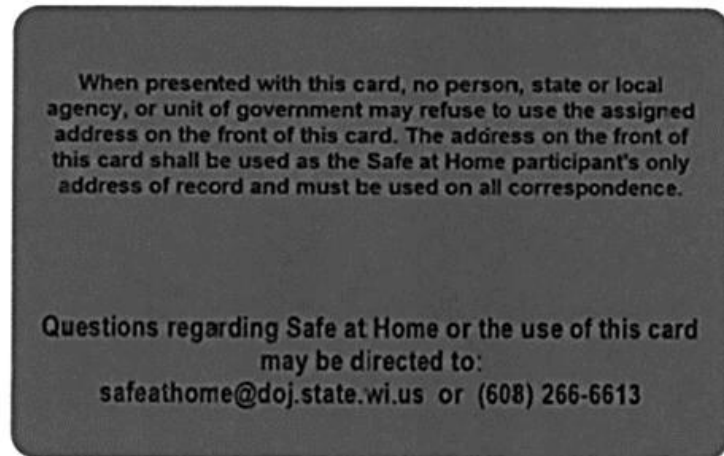 When presented with this card, no person, state or local
agency, or unit of government may refuse to use the assigned
address on the front of this card. The address on the front of
this card shall be used as the Safe at Home participant's only
address of record and must be used on all correspondence.
Questions regarding Safe at Home or the use of this card
may be directed to:
safeathome@doj.state.wi.us or (608) 266-6613